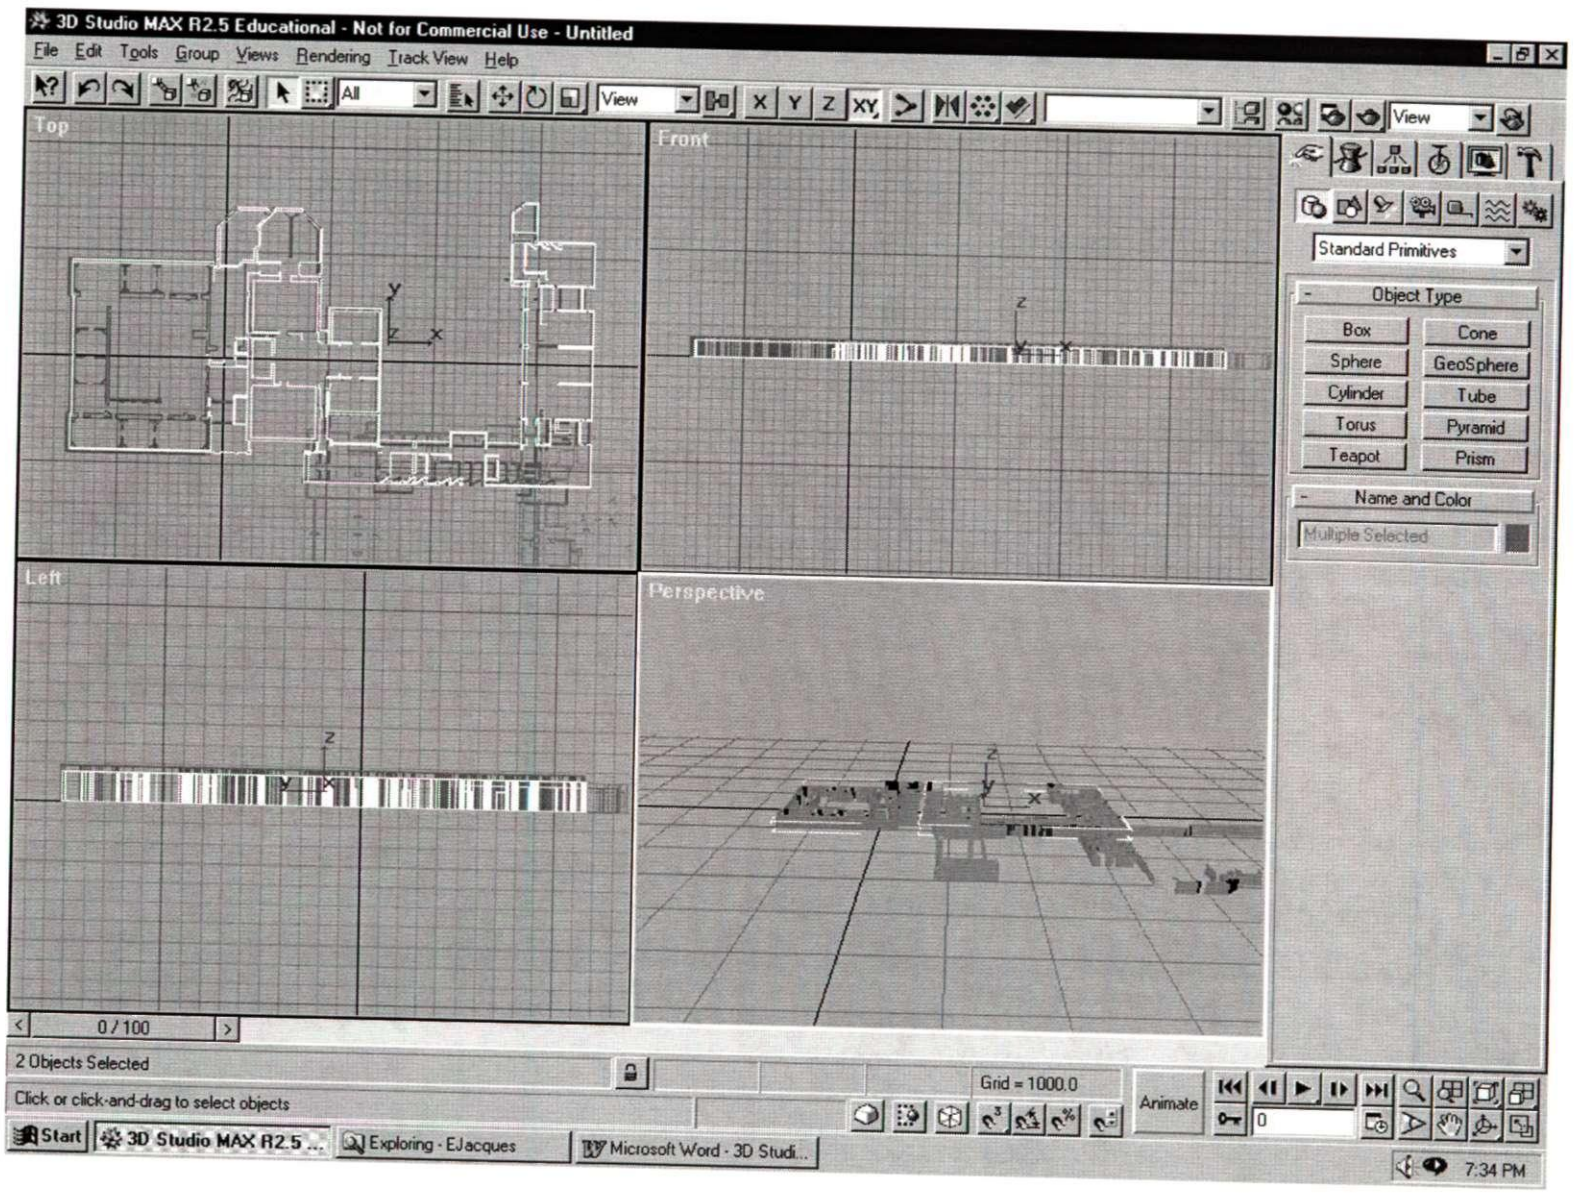 3D Studio MAX R2.5 Educational - Not for Commercial Use - Untitled
File Edit Tools Group Views Rendering Track View Help
All View X Y Z XY View
Top
Front
Standard Primitives
Object Type
Box Cone
Sphere GeoSphere
Cylinder Tube
Torus Pyramid
Teapot Prism
Name and Color
Multiple Selected
y
z x
z
y x
Left
Perspective
z
y x
z
y x
0 / 100
2 Objects Selected
Grid = 1000.0
Animate
Click or click-and-drag to select objects
0
Start 3D Studio MAX R2.5 ... Exploring - EJacques Microsoft Word - 3D Studi...
7:34 PM